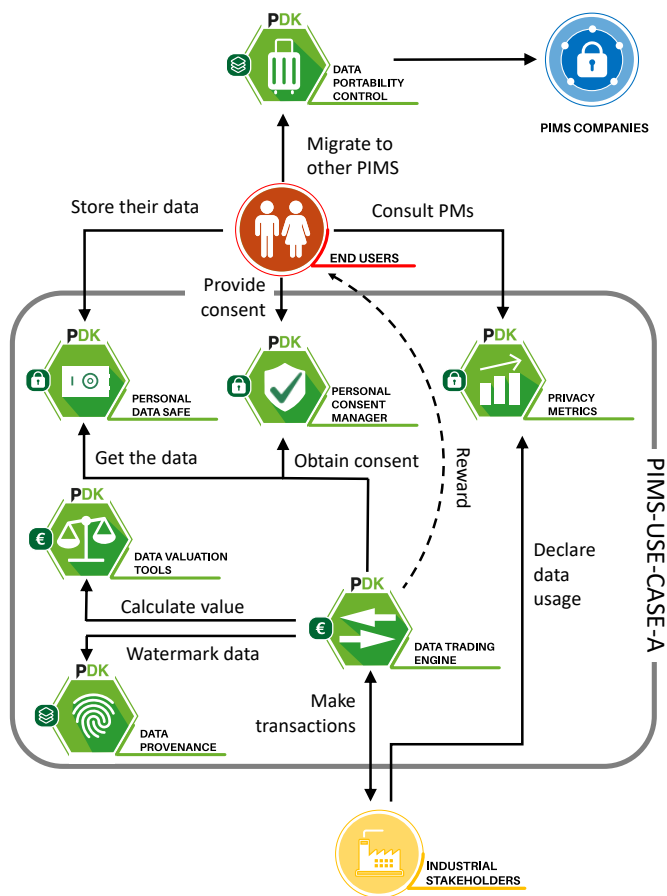 PDK
DATA
PORTABILITY
CONTROL
PIMS COMPANIES
Migrate to
other PIMS
Store their data
Consult PMs
END USERS
Provide
consent
PDK
PERSONAL
DATA SAFE
PDK
PERSONAL
CONSENT
MANAGER
PDK
PRIVACY
METRICS
Get the data
Obtain consent
Reward
PIMS-USE-CASE-A
PDK
€
DATA VALUATION
TOOLS
Declare
data
usage
Calculate value
PDK
€
DATA TRADING
ENGINE
Watermark data
PDK
DATA
PROVENANCE
Make
transactions
INDUSTRIAL
STAKEHOLDERS